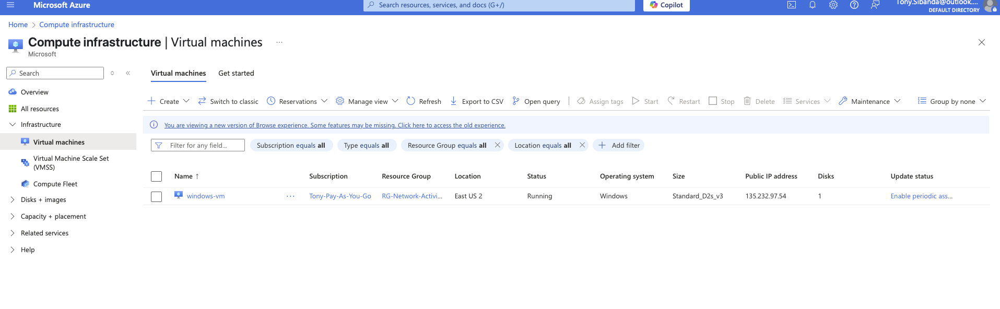 Microsoft Azure
Search resources, services, and docs (G+/)
Copilot
Tony.Sibanda@outlook....
DEFAULT DIRECTORY
Home > Compute infrastructure
Compute infrastructure | Virtual machines ...
Microsoft
Search
Overview
All resources
Infrastructure
Virtual machines
Virtual Machine Scale Set
(VMSS)
Compute Fleet
Disks + images
Capacity + placement
Related services
Help
Virtual machines Get started
Create Switch to classic Reservations Manage view Refresh Export to CSV Open query Assign tags Start Restart Stop Delete Services Maintenance Group by none
You are viewing a new version of Browse experience. Some features may be missing. Click here to access the old experience.
Filter for any field... Subscription equals all Type equals all Resource Group equals all Location equals all Add filter
Name ↑ Subscription Resource Group Location Status Operating system Size Public IP address Disks Update status
windows-vm ... Tony-Pay-As-You-Go RG-Network-Activi... East US 2 Running Windows Standard_D2s_v3 135.232.97.54 1 Enable periodic ass...